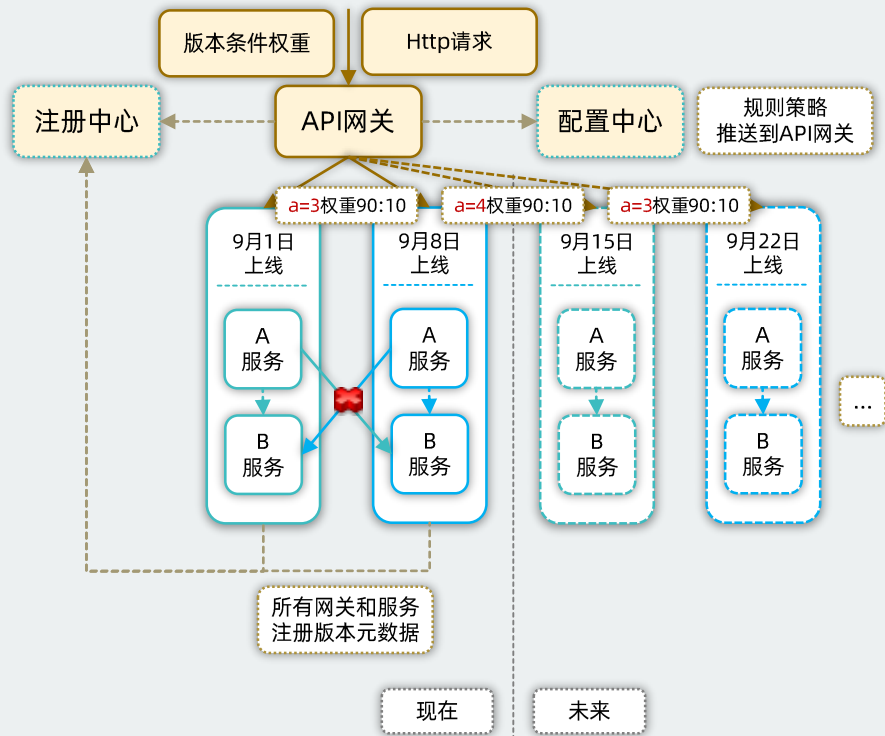 版本条件权重
Http请求
注册中心
API网关
配置中心
规则策略
推送到API网关
a=3权重90:10
a=4权重90:10
a=3权重90:10
9月1日
上线
9月8日
上线
9月15日
上线
9月22日
上线
A
服务
A
服务
A
服务
A
服务
...
B
服务
B
服务
B
服务
B
服务
所有网关和服务
注册版本元数据
现在
未来